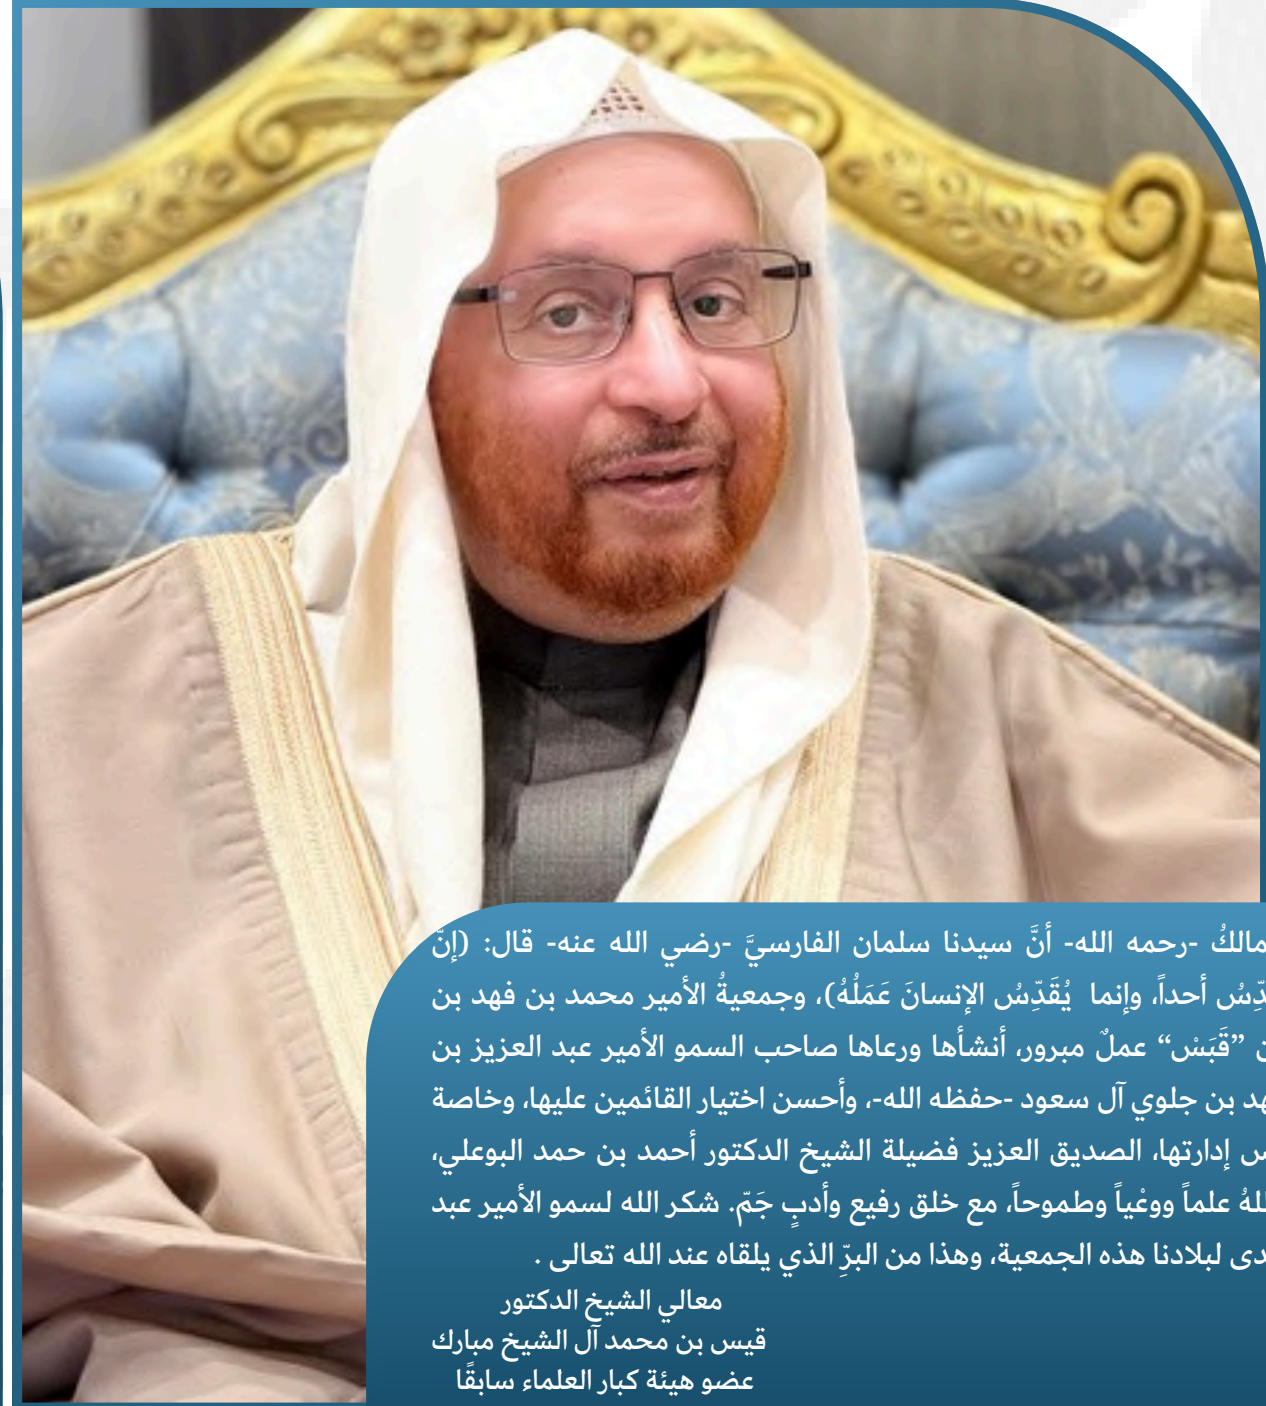 مالكُ -رحمه الله- أنَّ سيدنا سلمان الفارسيَّ -رضي الله عنه- قال: (إنَّ
أحداً، وإنما يُقَدِّسُ الإنسانَ عَمَلُهُ)، وجمعيةُ الأمير محمد بن فهد بن
”قَبَسْ“ عملٌ مبرور، أنشأها ورعاها صاحب السمو الأمير عبد العزيز بن
بن جلوي آل سعود -حفظه الله-، وأحسن اختيار القائمين عليها، وخاصة
إدارتها، الصديق العزيز فضيلة الشيخ الدكتور أحمد بن حمد البوعلي،
علماً ووعْياً وطموحاً، مع خلق رفيع وأدبٍ جَمّ. شكر الله لسمو الأمير عبد
لبلادنا هذه الجمعية، وهذا من البرِّ الذي يلقاه عند الله تعالى .
معالي الشيخ الدكتور
قيس بن محمد آل الشيخ مبارك
عضو هيئة كبار العلماء سابقًا